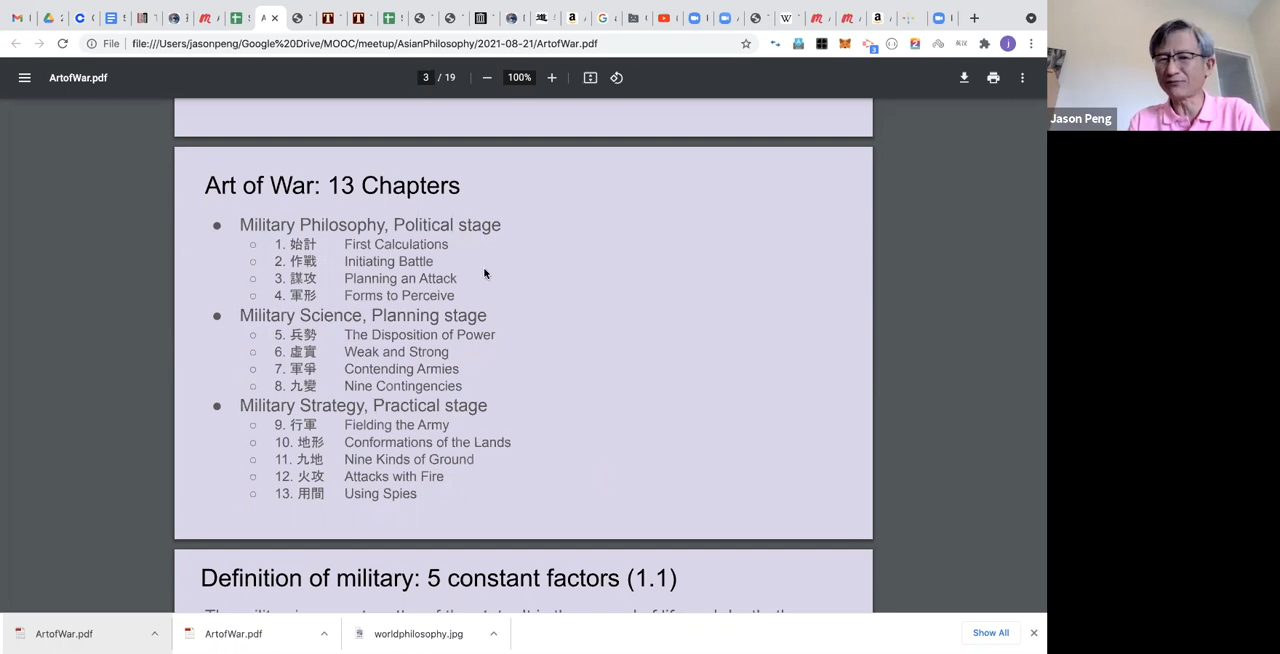 File
file:///Users/jasonpeng/Google%20Drive/MOOC/meetup/AsianPhilosophy/2021-08-21/ArtofWar.pdf
ArtofWar.pdf
3 / 19
100%
Jason Peng
Art of War: 13 Chapters
● Military Philosophy, Political stage
○ 1. 始計 First Calculations
○ 2. 作戰 Initiating Battle
○ 3. 謀攻 Planning an Attack
○ 4. 軍形 Forms to Perceive
● Military Science, Planning stage
○ 5. 兵勢 The Disposition of Power
○ 6. 虛實 Weak and Strong
○ 7. 軍爭 Contending Armies
○ 8. 九變 Nine Contingencies
● Military Strategy, Practical stage
○ 9. 行軍 Fielding the Army
○ 10. 地形 Conformations of the Lands
○ 11. 九地 Nine Kinds of Ground
○ 12. 火攻 Attacks with Fire
○ 13. 用間 Using Spies
Definition of military: 5 constant factors (1.1)
ArtofWar.pdf
ArtofWar.pdf
worldphilosophy.jpg
Show All